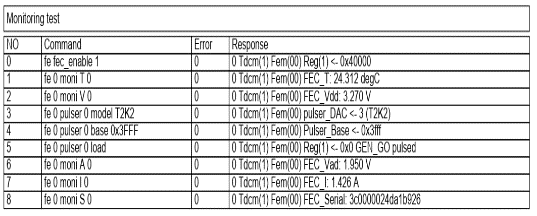 Monitoring test
NO Command Error Response
0 fe fec_enable 1 0 0 Tdcm(1) Fem(00) Reg(1) <- 0x40000
1 fe 0 moni T 0 0 0 Tdcm(1) Fem(00) FEC_T: 24.312 degC
2 fe 0 moni V 0 0 0 Tdcm(1) Fem(00) FEC_Vdd: 3.270 V
3 fe 0 pulser 0 model T2K2 0 0 Tdcm(1) Fem(00) pulser_DAC <- 3 (T2K2)
4 fe 0 pulser 0 base 0x3FFF 0 0 Tdcm(1) Fem(00) Pulser_Base <- 0x3fff
5 fe 0 pulser 0 load 0 0 Tdcm(1) Fem(00) Reg(1) <- 0x0 GEN_GO pulsed
6 fe 0 moni A 0 0 0 Tdcm(1) Fem(00) FEC_Vad: 1.950 V
7 fe 0 moni I 0 0 0 Tdcm(1) Fem(00) FEC_I: 1.426 A
8 fe 0 moni S 0 0 0 Tdcm(1) Fem(00) FEC_Serial: 3c0000024da1b926